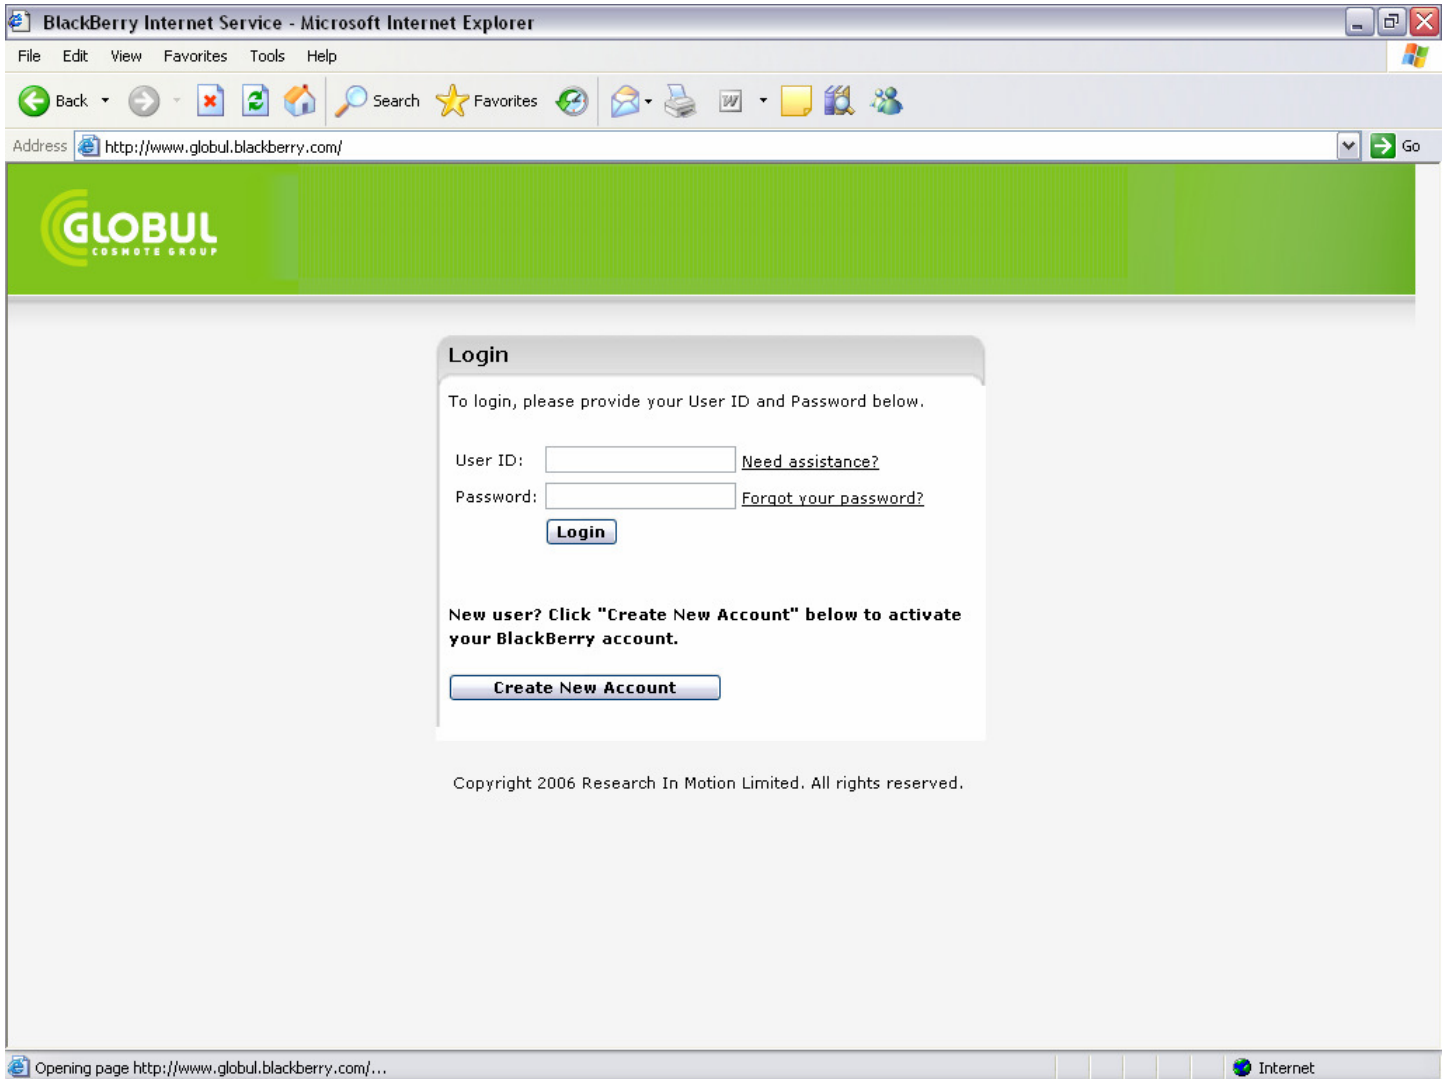 BlackBerry Internet Service - Microsoft Internet Explorer
File Edit View Favorites Tools Help
Back Search Favorites
Address http://www.globul.blackberry.com/ Go
GLOBUL
COSMOTE GROUP
Login
To login, please provide your User ID and Password below.
User ID: Need assistance?
Password: Forgot your password?
Login
New user? Click "Create New Account" below to activate
your BlackBerry account.
Create New Account
Copyright 2006 Research In Motion Limited. All rights reserved.
Opening page http://www.globul.blackberry.com/... Internet